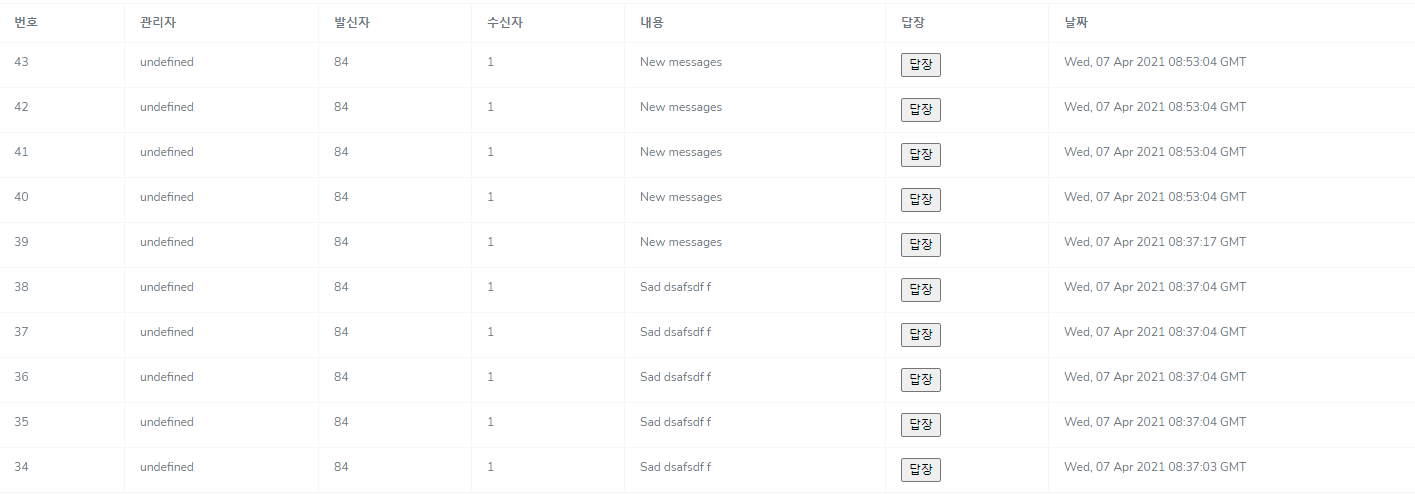 번호 관리자 발신자 수신자 내용 답장 날짜
43 undefined 84 1 New messages 답장 Wed, 07 Apr 2021 08:53:04 GMT
42 undefined 84 1 New messages 답장 Wed, 07 Apr 2021 08:53:04 GMT
41 undefined 84 1 New messages 답장 Wed, 07 Apr 2021 08:53:04 GMT
40 undefined 84 1 New messages 답장 Wed, 07 Apr 2021 08:53:04 GMT
39 undefined 84 1 New messages 답장 Wed, 07 Apr 2021 08:37:17 GMT
38 undefined 84 1 Sad dsafsdf f 답장 Wed, 07 Apr 2021 08:37:04 GMT
37 undefined 84 1 Sad dsafsdf f 답장 Wed, 07 Apr 2021 08:37:04 GMT
36 undefined 84 1 Sad dsafsdf f 답장 Wed, 07 Apr 2021 08:37:04 GMT
35 undefined 84 1 Sad dsafsdf f 답장 Wed, 07 Apr 2021 08:37:04 GMT
34 undefined 84 1 Sad dsafsdf f 답장 Wed, 07 Apr 2021 08:37:03 GMT